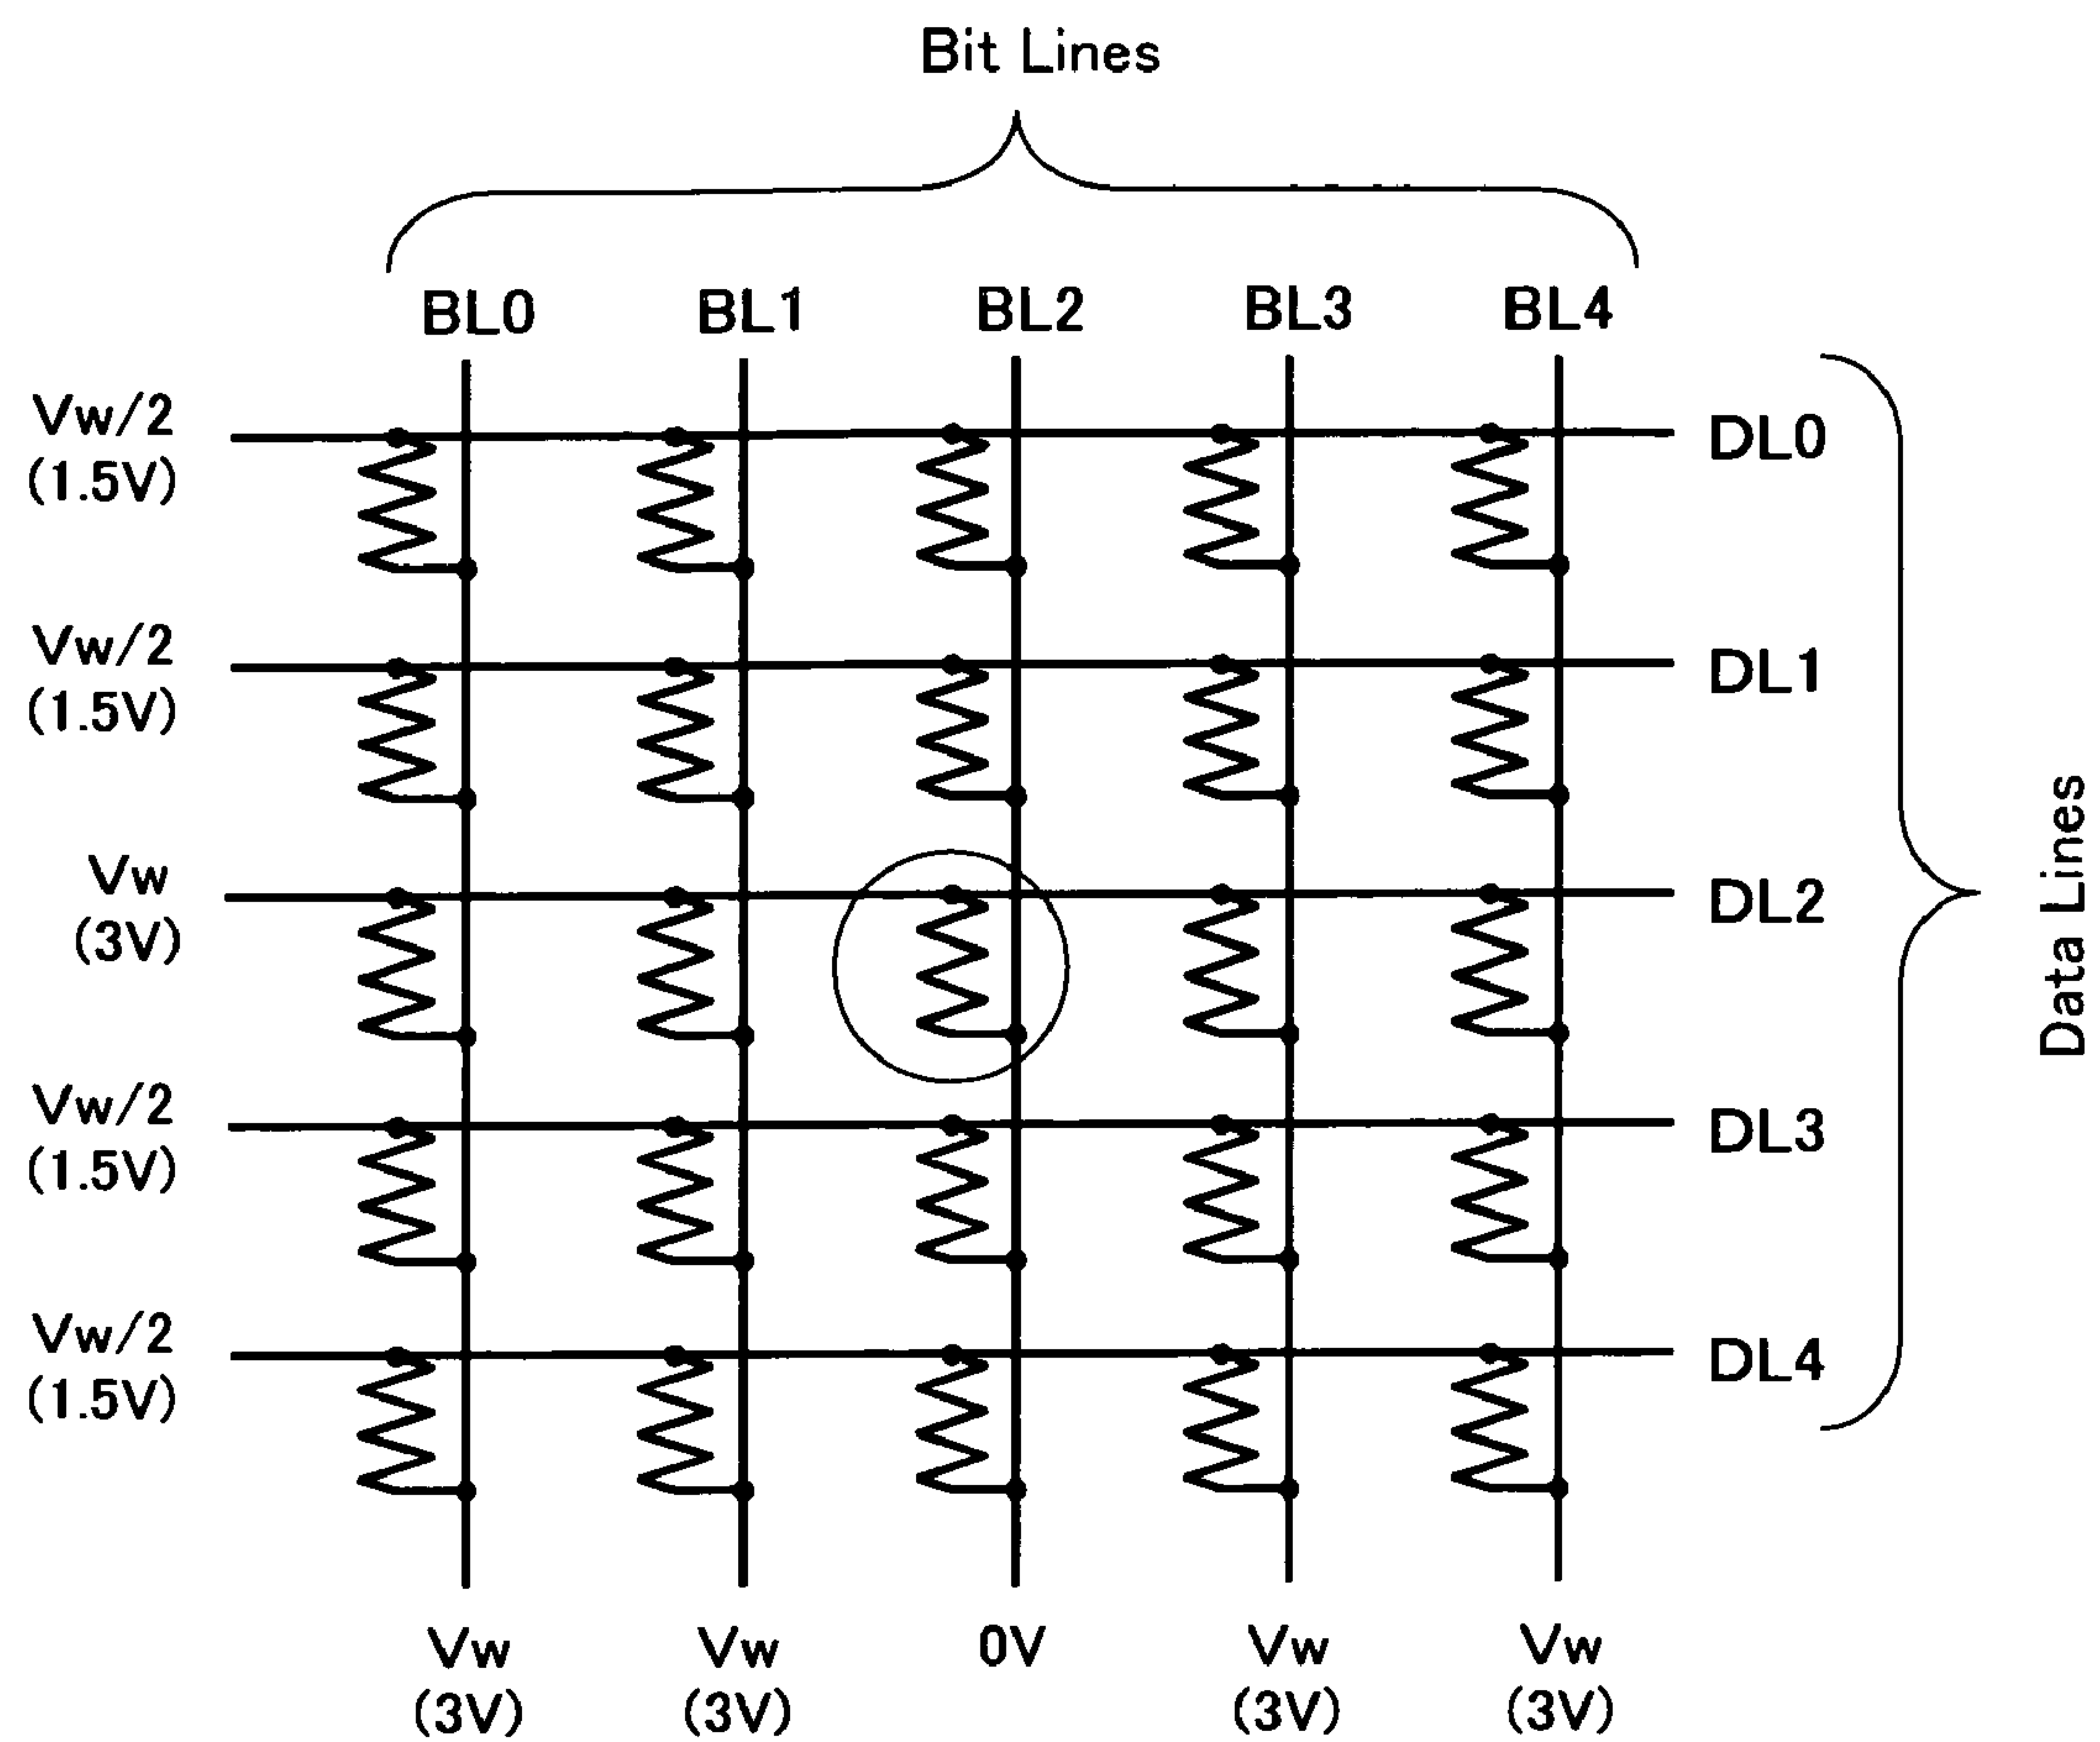 Bit Lines
BL0 BL1 BL2 BL3 BL4
Vw/2
(1.5V)
DL0
Vw/2
(1.5V)
DL1
Vw
(3V)
DL2
Vw/2
(1.5V)
DL3
Vw/2
(1.5V)
DL4
Data Lines
Vw Vw 0V Vw Vw
(3V) (3V) (3V) (3V)